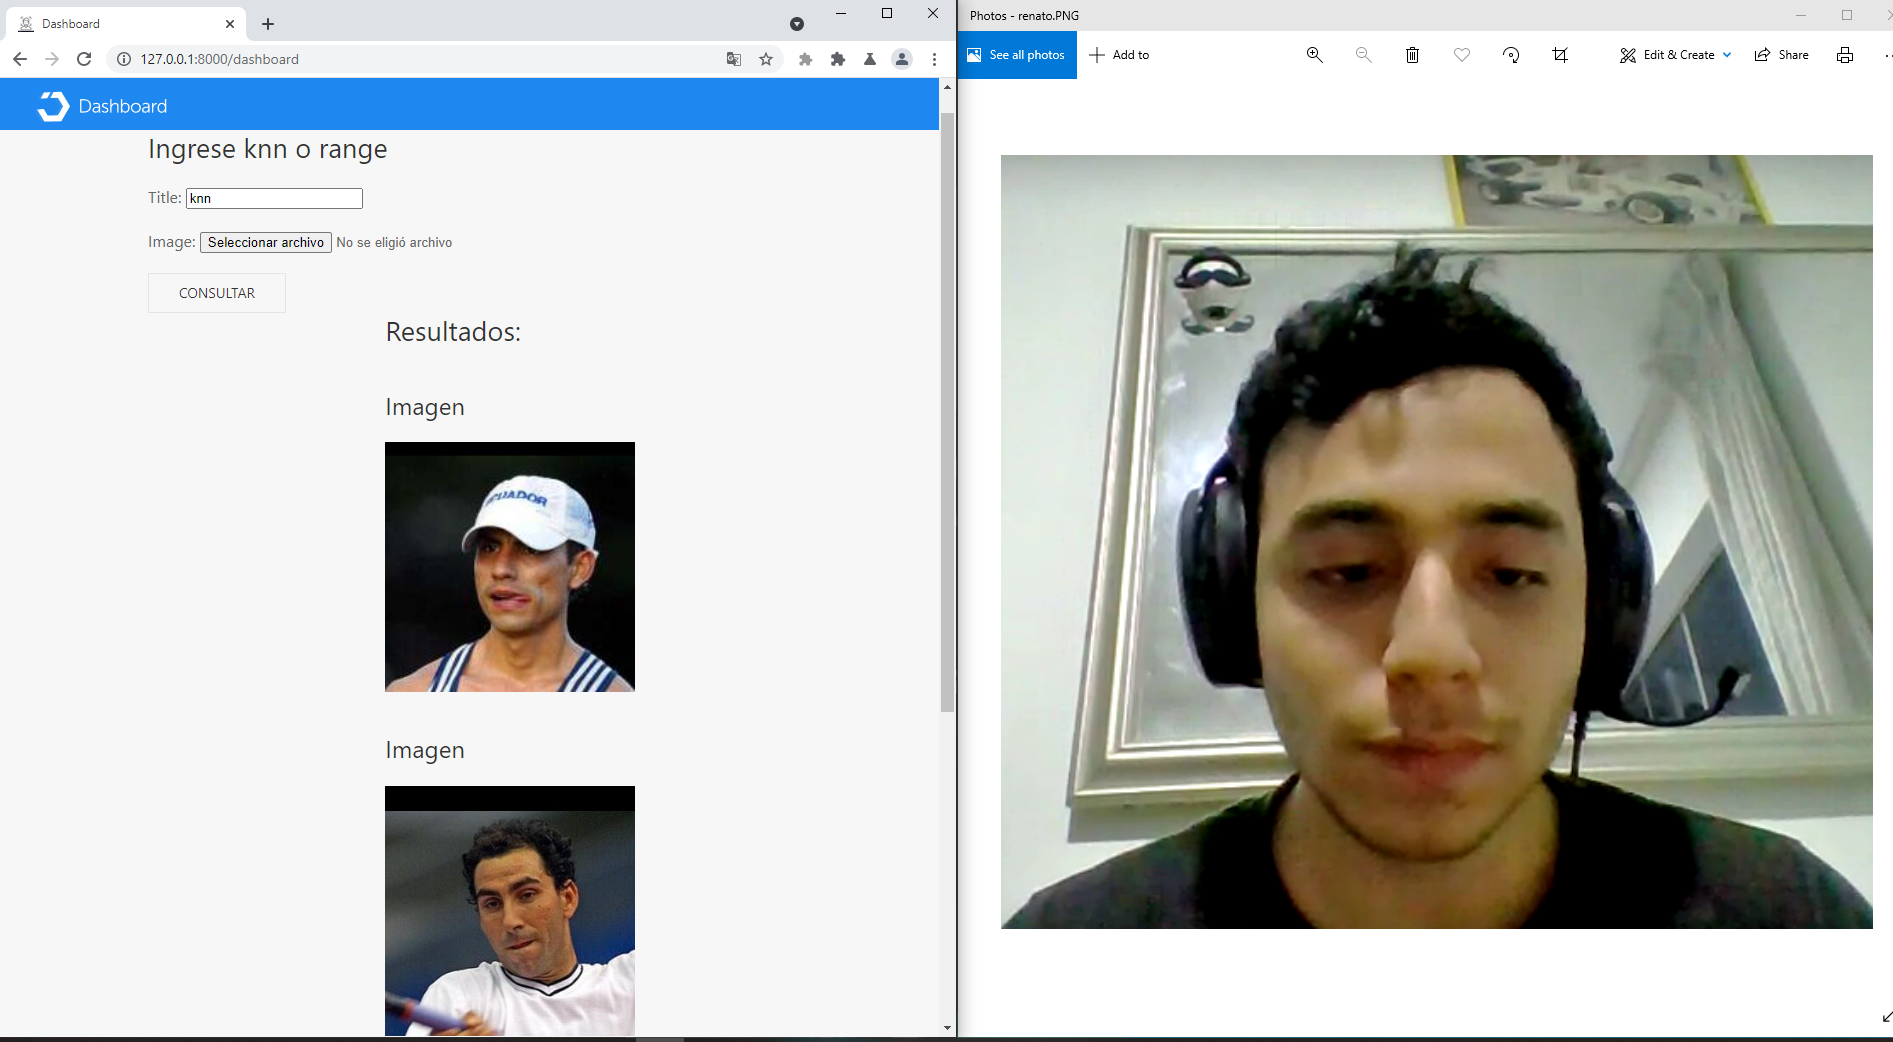 Dashboard
127.0.0.1:8000/dashboard
Dashboard
Ingrese knn o range
Title: knn
Image: Seleccionar archivo No se eligió archivo
CONSULTAR
Resultados:
Imagen
ECUADOR
Imagen
Photos - renato.PNG
See all photos
Add to
Edit & Create
Share